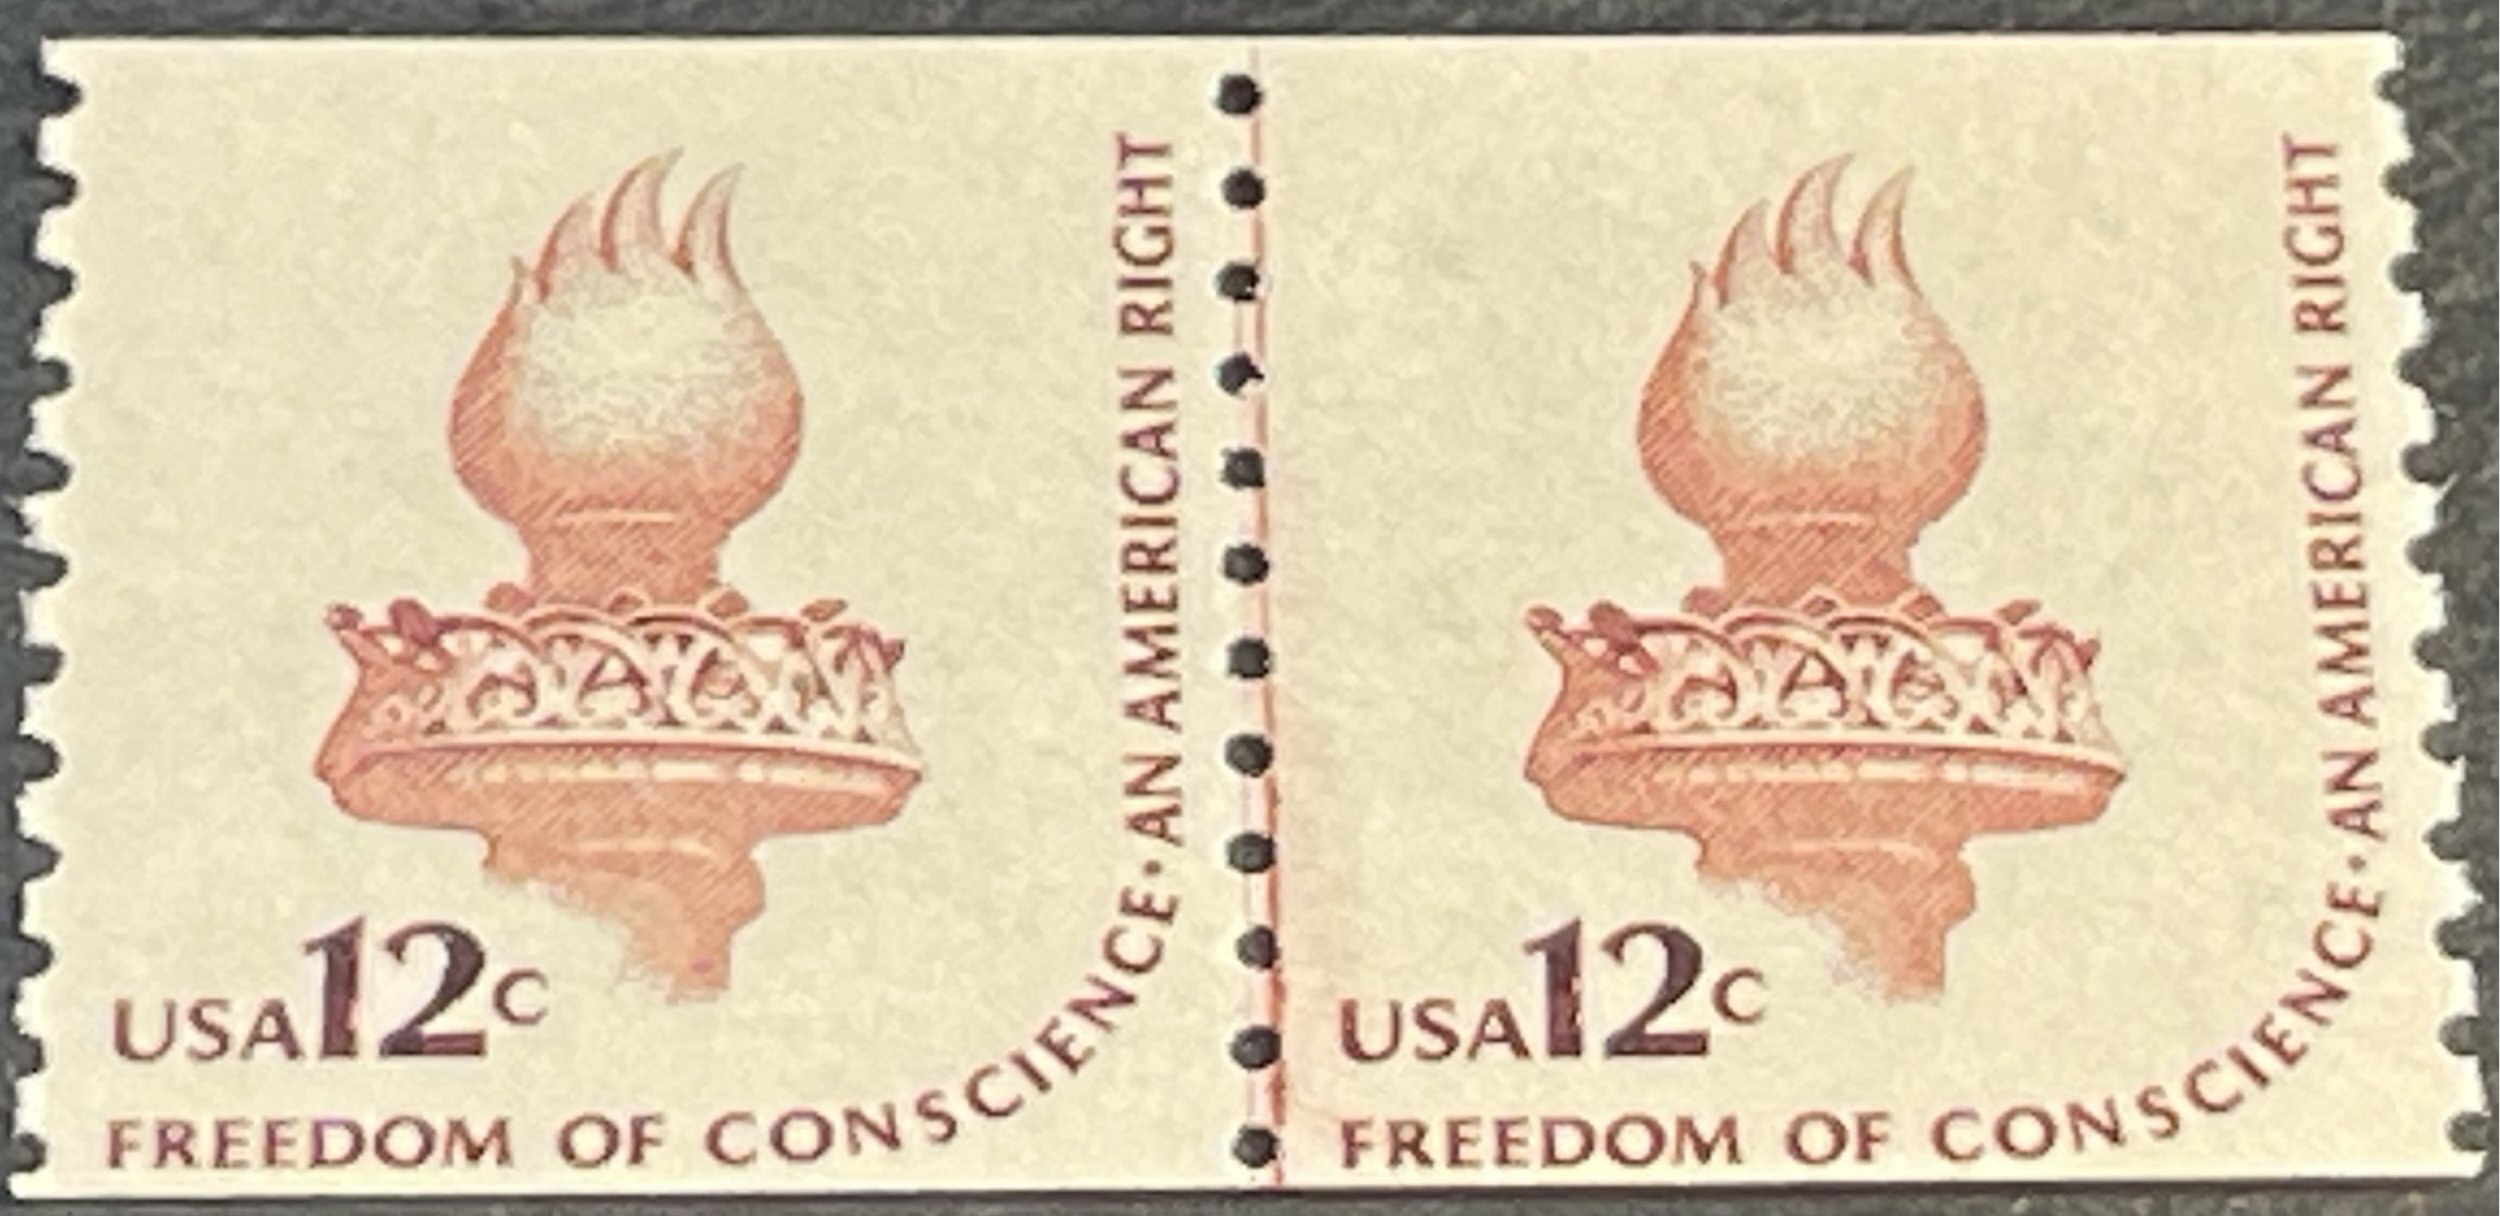 USA 12c
FREEDOM OF CONSCIENCE · AN AMERICAN RIGHT
USA 12c
FREEDOM OF CONSCIENCE · AN AMERICAN RIGHT